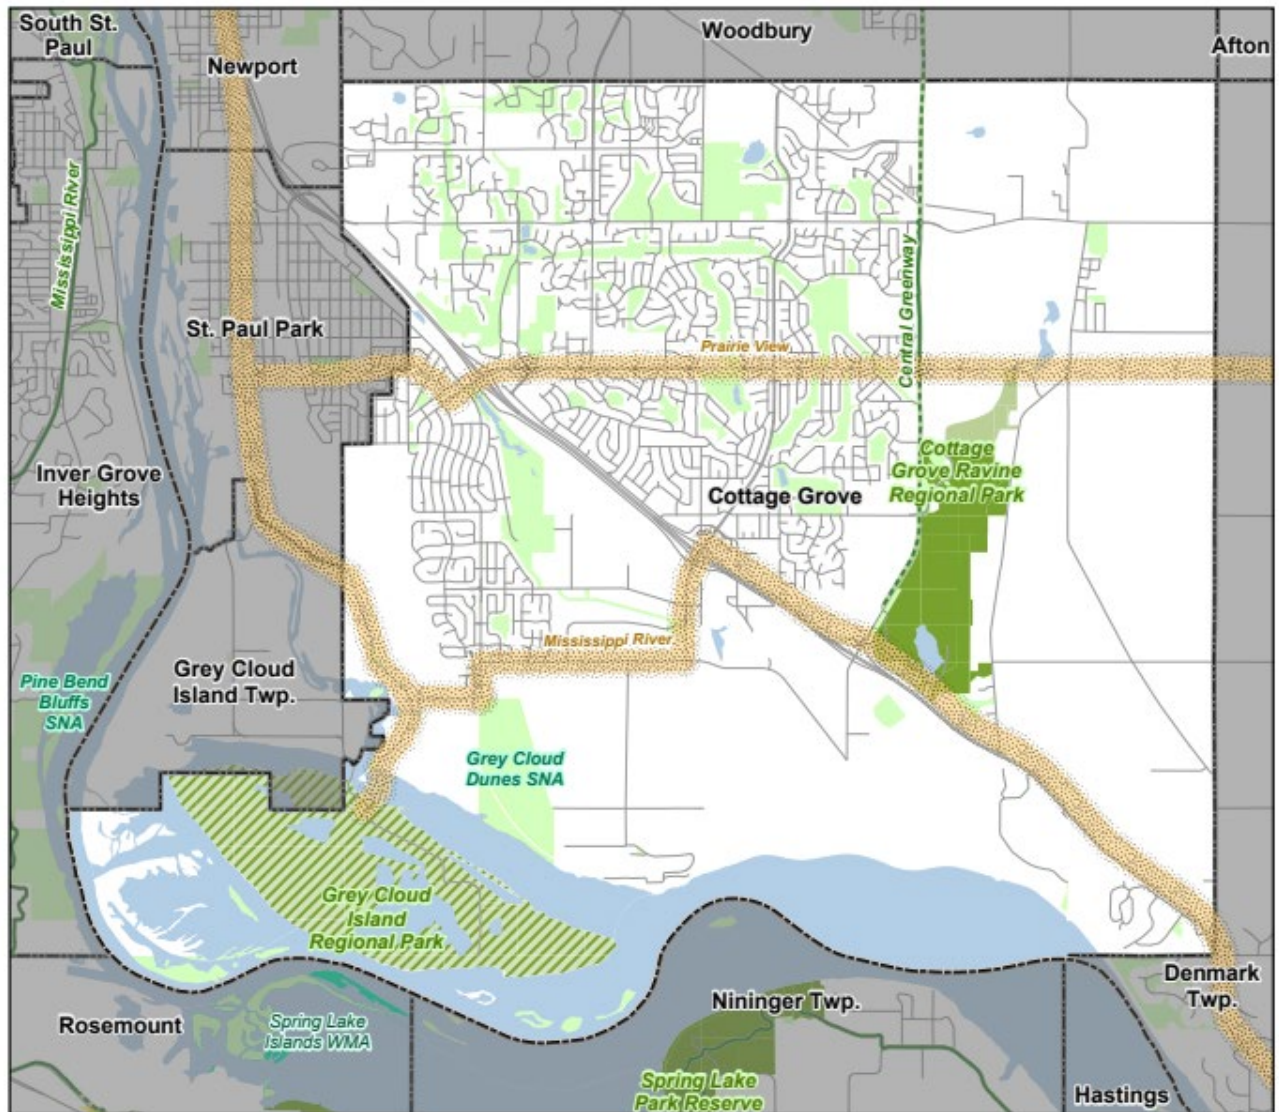 South St.
Paul
Newport
Woodbury
Afton
Mississippi River
Central Greenway
St. Paul Park
Prairie View
Inver Grove
Heights
Cottage Grove
Cottage
Grove Ravine
Regional Park
Mississippi River
Grey Cloud
Island Twp.
Pine Bend
Bluffs
SNA
Grey Cloud
Dunes SNA
Grey Cloud
Island
Regional Park
Denmark
Twp.
Nininger Twp.
Rosemount
Spring Lake
Islands WMA
Spring Lake
Park Reserve
Hastings